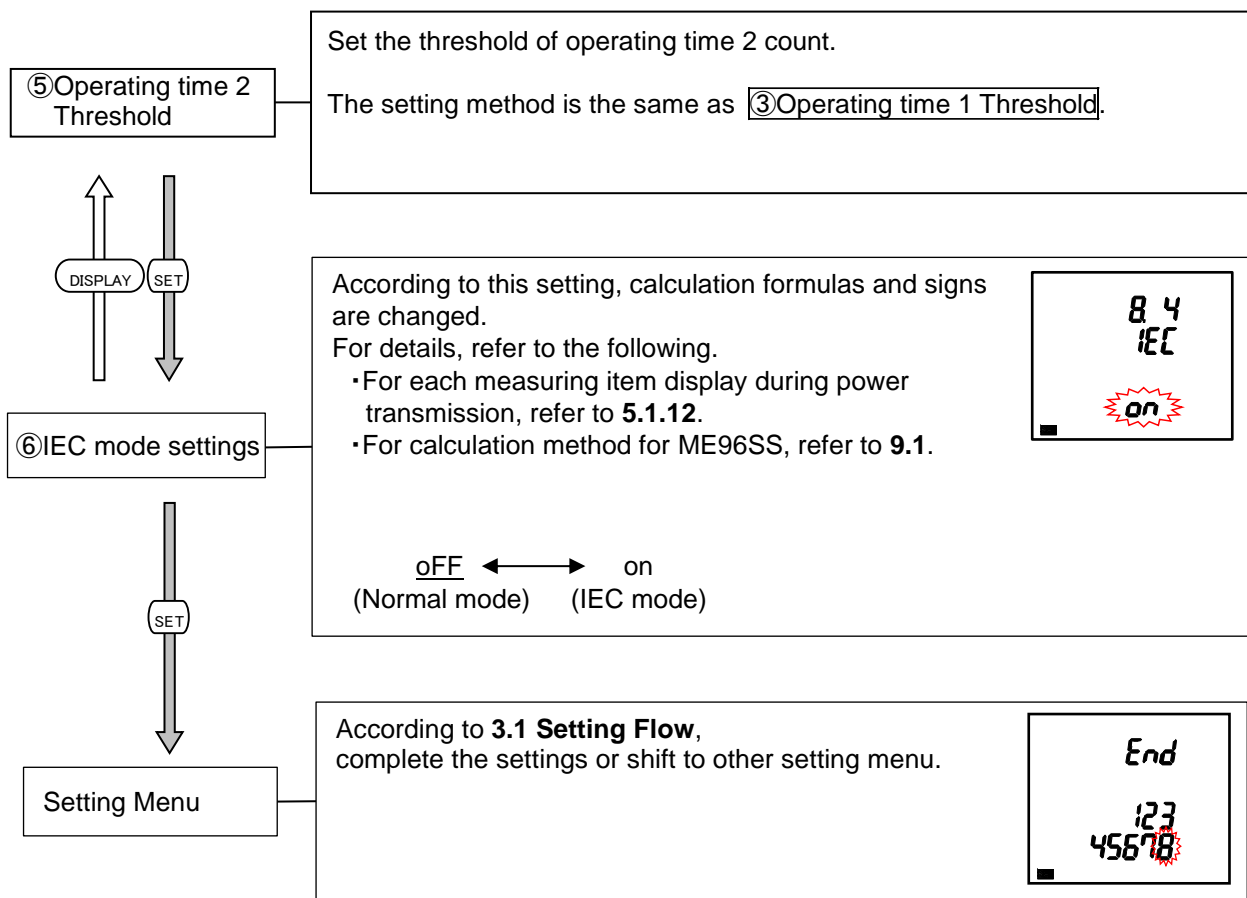 Set the threshold of operating time 2 count.
⑤Operating time 2
Threshold
The setting method is the same as ③Operating time 1 Threshold.
DISPLAY
SET
According to this setting, calculation formulas and signs
are changed.
For details, refer to the following.
・For each measuring item display during power
transmission, refer to 5.1.12.
・For calculation method for ME96SS, refer to 9.1.
8. 4
IEC
on
⑥IEC mode settings
oFF on
(Normal mode) (IEC mode)
SET
According to 3.1 Setting Flow,
complete the settings or shift to other setting menu.
End
123
45678
Setting Menu